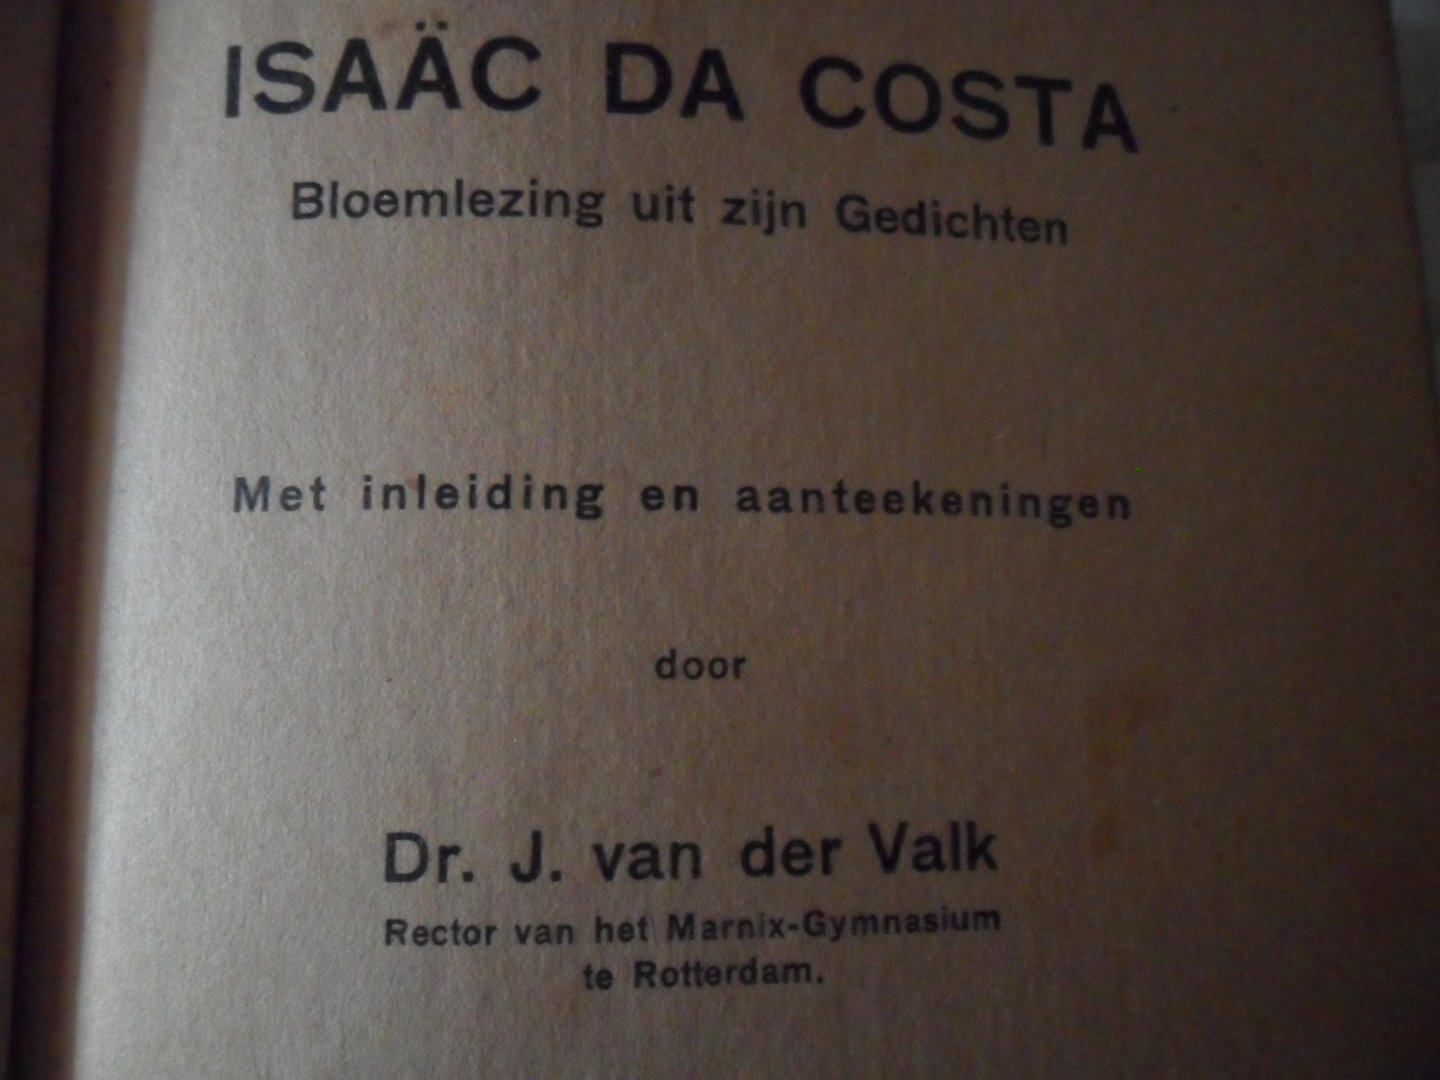 ISAÄC DA COSTA
Bloemlezing uit zijn Gedichten
Met inleiding en aanteekeningen
door
Dr. J. van der Valk
Rector van het Marnix-Gymnasium
te Rotterdam.